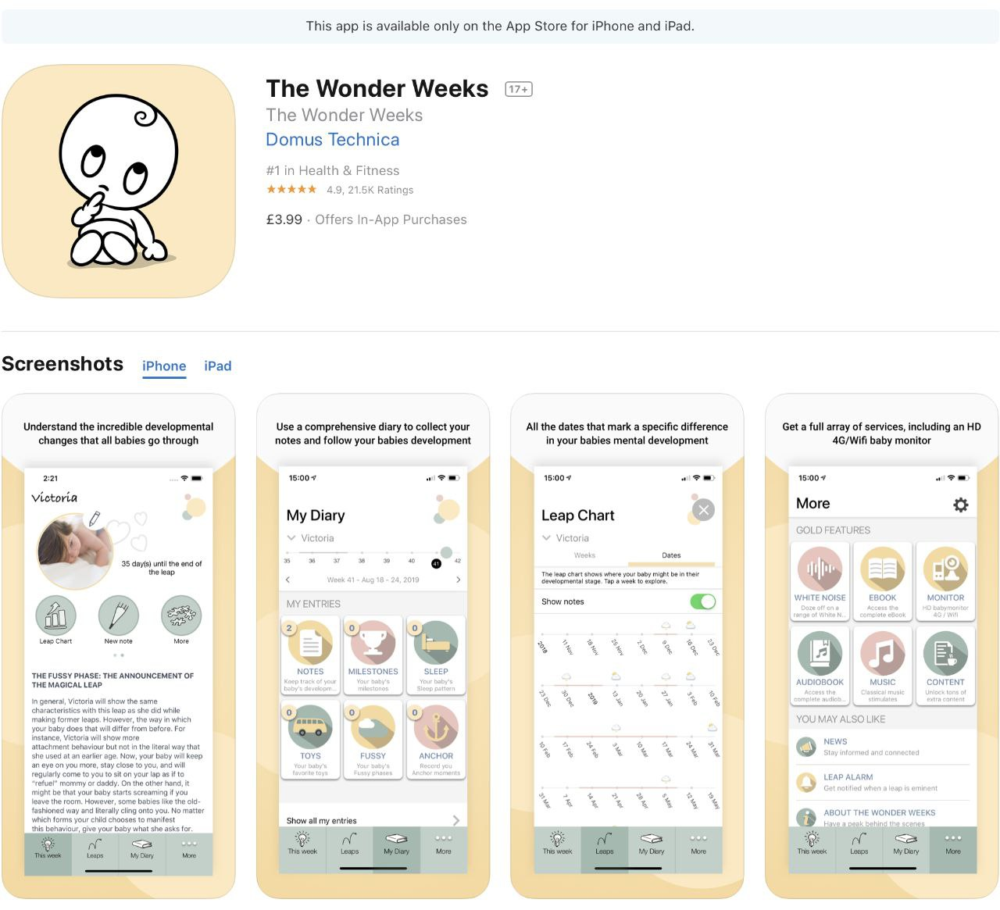 This app is available only on the App Store for iPhone and iPad.
The Wonder Weeks 17+
The Wonder Weeks
Domus Technica
#1 in Health & Fitness
★★★★★ 4.9, 21.5K Ratings
£3.99 · Offers In-App Purchases
Screenshots iPhone iPad
Understand the incredible developmental
changes that all babies go through
2:21
Victoria
35 day(s) until the end of
the leap
Leap Chart New note More
THE FUSSY PHASE: THE ANNOUNCEMENT OF
THE MAGICAL LEAP
In general, Victoria will show the same
characteristics with this leap as she did while
making former leaps. However, the way in which
your baby does that will differ from before. For
instance, Victoria will show more
attachment behaviour but not in the literal way that
she used at an earlier age. Now, your baby will keep
an eye on you more, stay close to you, and will
regularly come to you to sit on your lap as if to
“refuel” mommy or daddy. On the other hand, it
might be that your baby starts screaming if you
leave the room. However, some babies like the old-
fashioned way and literally cling onto you. No matter
which forms your child chooses to manifest
this behaviour, give your baby what she asks for.
This week Leaps My Diary More
Use a comprehensive diary to collect your
notes and follow your babies development
15:00
My Diary
Victoria
35 36 37 38 39 40 41 42
Week 41 - Aug 18 - 24, 2019
MY ENTRIES
2 0 0
NOTES MILESTONES SLEEP
Keep track of your Your baby's Your baby's
baby's developm... milestones Sleep pattern
0 0 0
TOYS FUSSY ANCHOR
Your baby's Your baby's Record you
favorite toys Fussy phases Anchor moments
Show all my entries
This week Leaps My Diary More
All the dates that mark a specific difference
in your babies mental development
15:00
Leap Chart
Victoria
Weeks Dates
The leap chart shows where your baby might be in their
developmental stage. Tap a week to explore.
Show notes
2018 11 Nov 18 Nov 25 Nov 2 Dec 9 Dec 16 Dec 23 Dec
23 Dec 30 Dec 2019 13 Jan 20 Jan 27 Jan 3 Feb 10 Feb
10 Feb 17 Feb 24 Feb 3 Mar 10 Mar 17 Mar 24 Mar 31 Mar
31 Mar 7 Apr 14 Apr 21 Apr 28 Apr 5 May 12 May 19 May
This week Leaps My Diary More
Get a full array of services, including an HD
4G/Wifi baby monitor
15:00
More
GOLD FEATURES
WHITE NOISE EBOOK MONITOR
Doze off on a Access the HD babymonitor
range of White N... complete eBook 4G / Wifi
AUDIOBOOK MUSIC CONTENT
Access the Classical music Unlock tons of
complete audiob... stimulates extra content
YOU MAY ALSO LIKE
NEWS
Stay informed and connected
LEAP ALARM
Get notified when a leap is eminent
ABOUT THE WONDER WEEKS
Have a peak behind the scenes
This week Leaps My Diary More